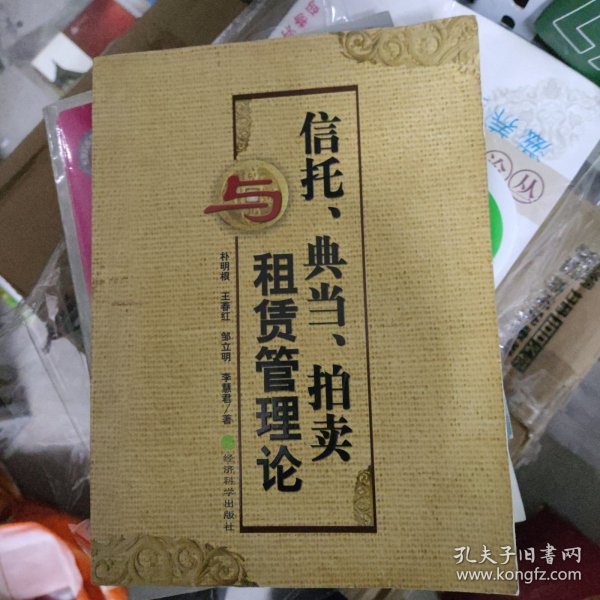 信托、典当、拍卖
与
租赁管理论
朴明根 王春红 邹立明 李慧君/著
经济科学出版社
孔夫子旧书网
www.kongfz.com